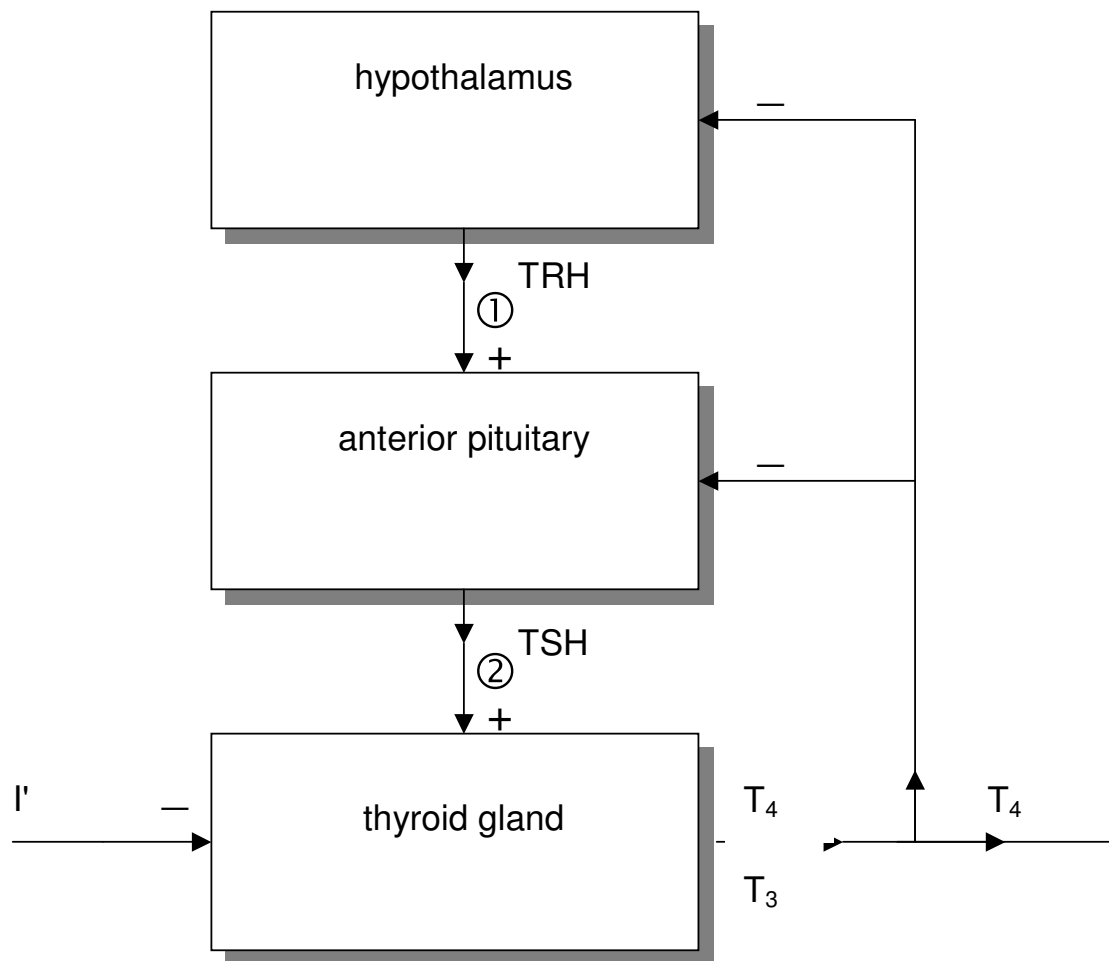 hypothalamus
—
TRH
①
+
anterior pituitary
—
TSH
②
+
I'
—
thyroid gland
T₄
T₄
T₃